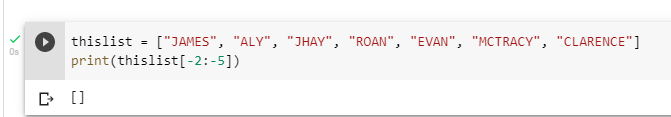 thislist = ["JAMES", "ALY", "JHAY", "ROAN", "EVAN", "MCTRACY", "CLARENCE"]
0s
print(thislist[-2:-5])
[]